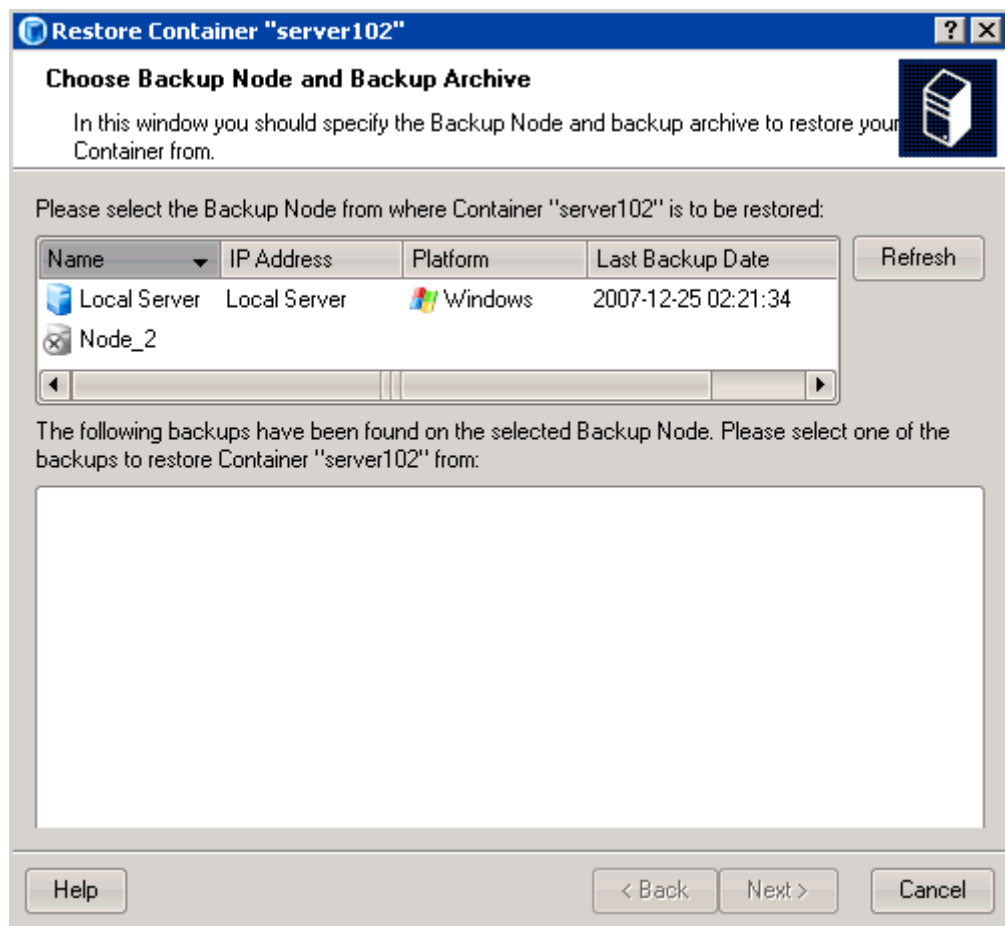 Restore Container "server102"
Choose Backup Node and Backup Archive
In this window you should specify the Backup Node and backup archive to restore your
Container from.
Please select the Backup Node from where Container "server102" is to be restored:
Name IP Address Platform Last Backup Date Refresh
Local Server Local Server Windows 2007-12-25 02:21:34
Node_2
The following backups have been found on the selected Backup Node. Please select one of the
backups to restore Container "server102" from:
Help < Back Next > Cancel